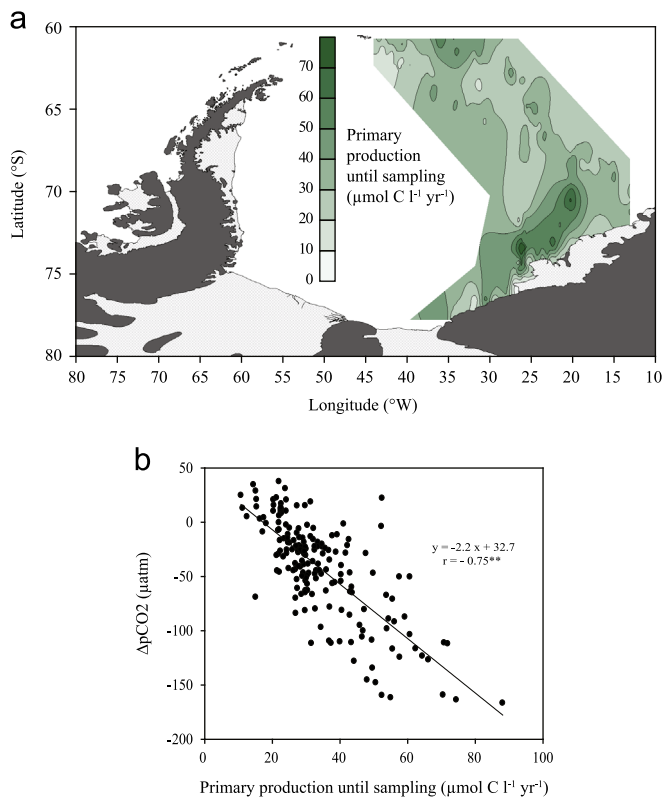 a
60
65
70
75
80
Latitude (°S)
70
60
50
40
30
20
10
0
Primary
production
until sampling
(µmol C l-1 yr-1)
80 75 70 65 60 55 50 45 40 35 30 25 20 15 10
Longitude (°W)
b
50
0
-50
-100
-150
-200
ΔpCO2 (µatm)
y = -2.2 x + 32.7
r = - 0.75**
0 20 40 60 80 100
Primary production until sampling (µmol C l-1 yr-1)